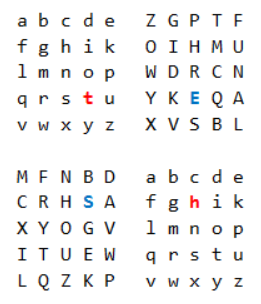 a b c d e Z G P T F
f g h i k O I H M U
l m n o p W D R C N
q r s t u Y K E Q A
v w x y z X V S B L
M F N B D a b c d e
C R H S A f g h i k
X Y O G V l m n o p
I T U E W q r s t u
L Q Z K P v w x y z